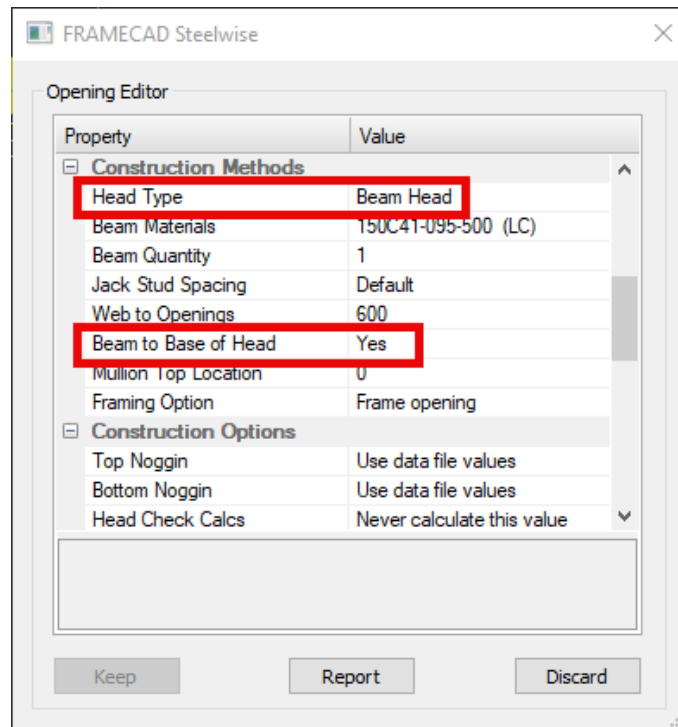 FRAMECAD Steelwise
Opening Editor
Property Value
Construction Methods
Head Type Beam Head
Beam Materials 150C41-095-500 (LC)
Beam Quantity 1
Jack Stud Spacing Default
Web to Openings 600
Beam to Base of Head Yes
Mullion Top Location 0
Framing Option Frame opening
Construction Options
Top Noggin Use data file values
Bottom Noggin Use data file values
Head Check Calcs Never calculate this value
Keep Report Discard